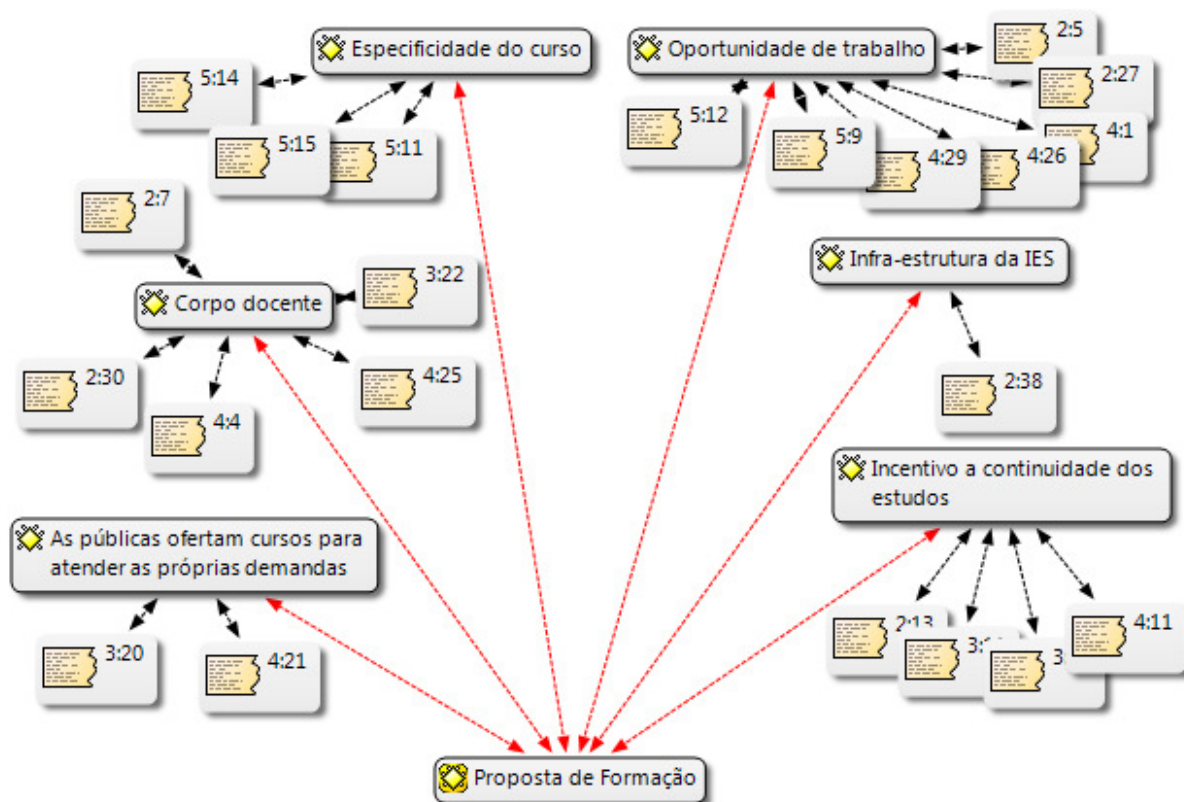 Especificidade do curso
Oportunidade de trabalho
2:5
5:14
2:27
5:12
4:1
5:15
5:11
5:9
4:29
4:26
2:7
Infra-estrutura da IES
3:22
Corpo docente
2:30
4:25
2:38
4:4
Incentivo a continuidade dos
estudos
As públicas ofertam cursos para
atender as próprias demandas
2:13
4:11
3:20
4:21
Proposta de Formação